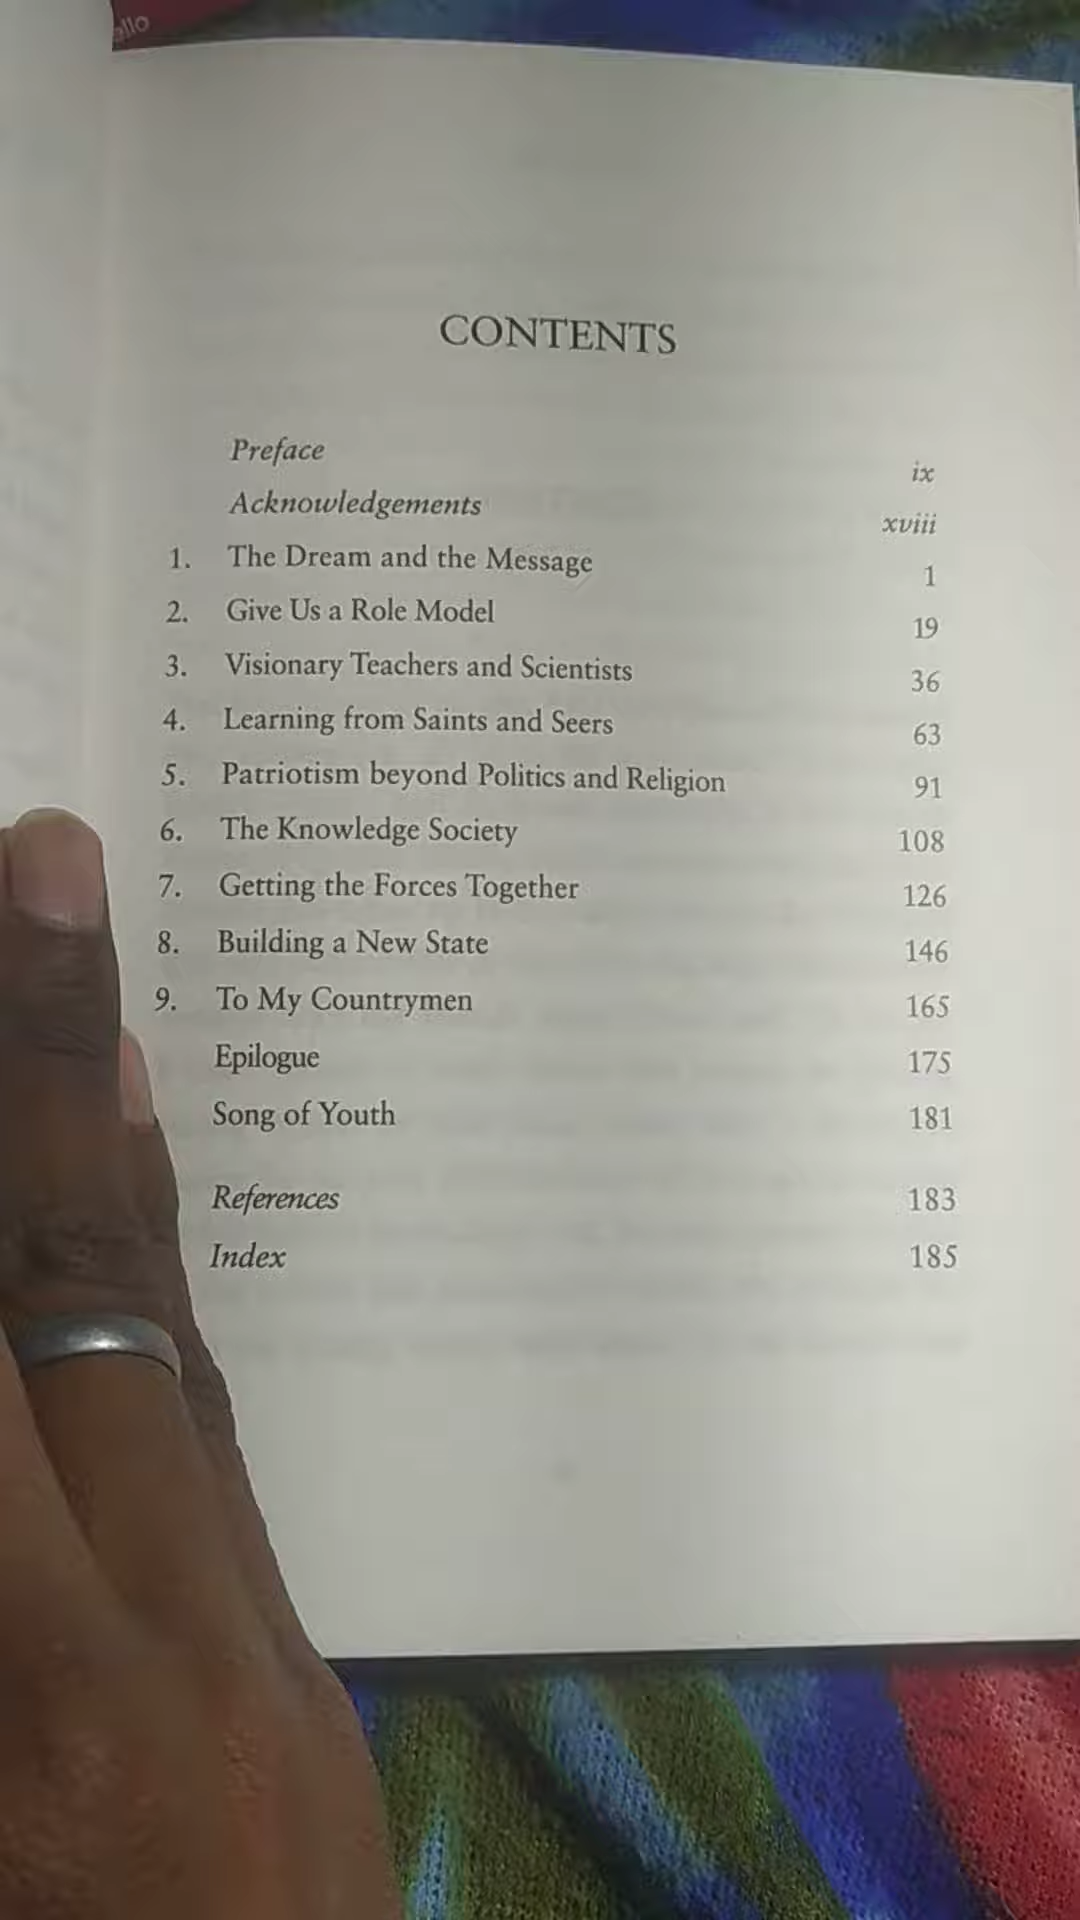 CONTENTS
Preface ix
Acknowledgements xviii
1. The Dream and the Message 1
2. Give Us a Role Model 19
3. Visionary Teachers and Scientists 36
4. Learning from Saints and Seers 63
5. Patriotism beyond Politics and Religion 91
6. The Knowledge Society 108
7. Getting the Forces Together 126
8. Building a New State 146
9. To My Countrymen 165
Epilogue 175
Song of Youth 181
References 183
Index 185